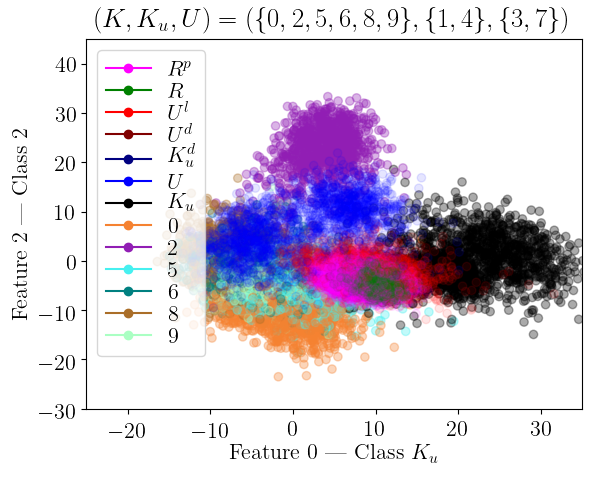 (K, K_u, U) = ({0, 2, 5, 6, 8, 9}, {1, 4}, {3, 7})
R^p
R
U^l
U^d
K_u^d
U
K_u
0
2
5
6
8
9
40
30
20
10
0
−10
−20
−30
Feature 2 — Class 2
−20 −10 0 10 20 30
Feature 0 — Class K_u